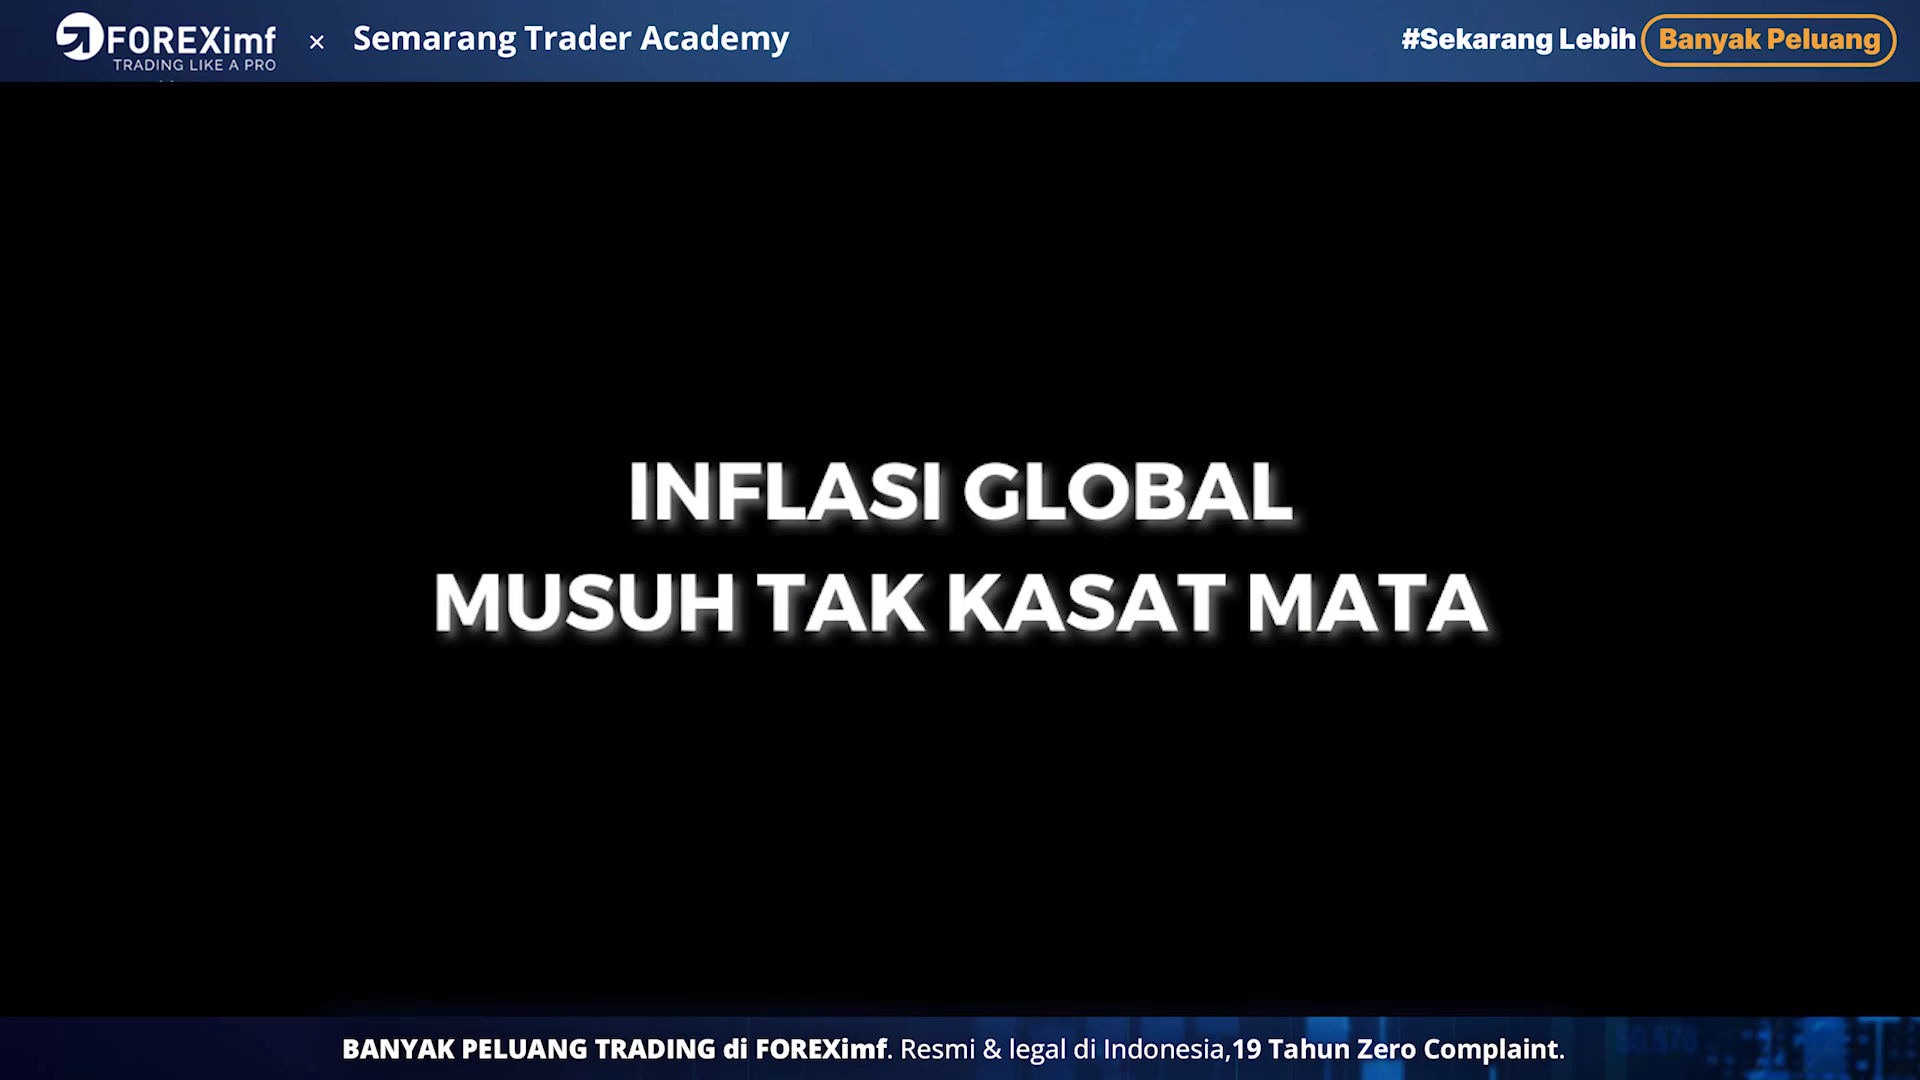 FOREXimf × Semarang Trader Academy #Sekarang Lebih Banyak Peluang
TRADING LIKE A PRO
INFLASI GLOBAL
MUSUH TAK KASAT MATA
BANYAK PELUANG TRADING di FOREXimf. Resmi & legal di Indonesia,19 Tahun Zero Complaint.